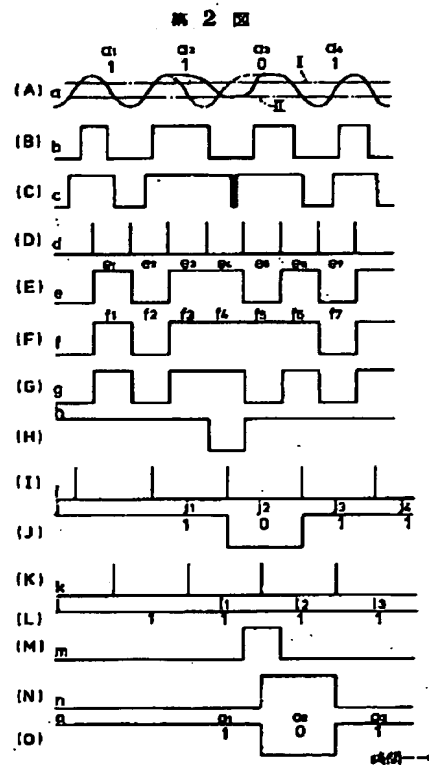 第 2 図
a1 a2 a3 a4
1 1 0 1 I
(A) a
II
(B) b
(C) c
(D) d
e1 e2 e3 e4 e5 e6 e7
(E) e
f1 f2 f3 f4 f5 f6 f7
(F) f
(G) g
h
(H)
(I) i
j1 j2 j3 j4
(J) 1 0 1 1
(K) k
l1 l2 l3
(L) 1 1 1 1
(M) m
(N) n
o a1 a2 a3
(O) 1 0 1
時間→